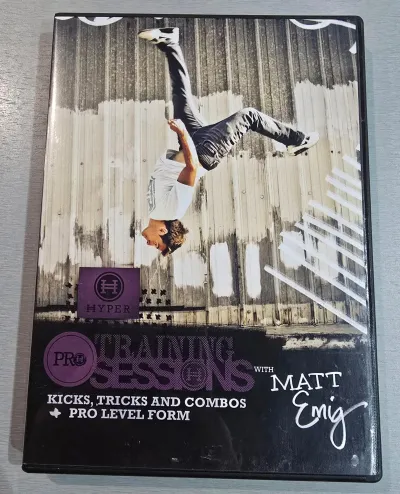 HYPER
PRO TRAINING
SESSIONS WITH MATT
Emig
KICKS, TRICKS AND COMBOS
+ PRO LEVEL FORM